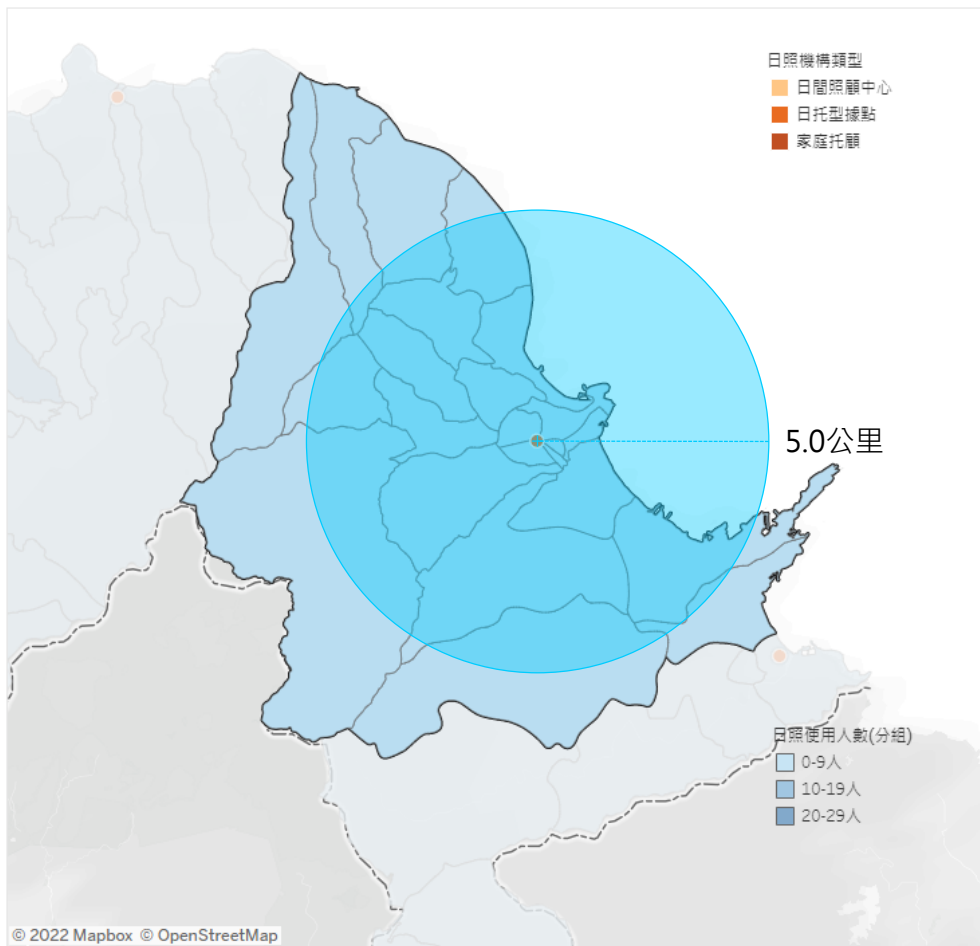 日照機構類型
日間照顧中心
日托型據點
家庭托顧
5.0公里
日照使用人數(分組)
0-9人
10-19人
20-29人
© 2022 Mapbox © OpenStreetMap